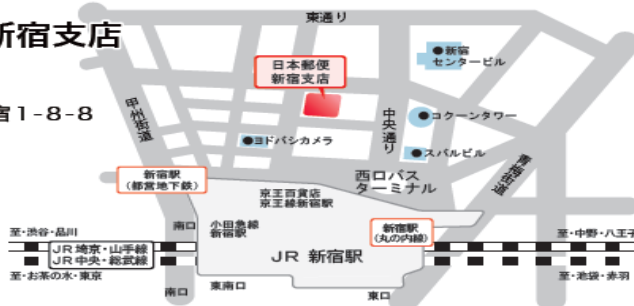 新宿支店
東通り
宿1-8-8
日本郵便
新宿支店
●新宿
センタービル
甲州街道
中央通り
●コクーンタワー
●ヨドバシカメラ
●スバルビル
青梅街道
西口バス
ターミナル
新宿駅
(都営地下鉄)
京王百貨店
京王線新宿駅
南口
小田急線
新宿駅
新宿駅
(丸の内線)
至・渋谷・品川
JR 埼京・山手線
JR 中央・総武線
至・お茶の水・東京
JR 新宿駅
至・中野・八王子
至・池袋・赤羽
南口
東南口
東口